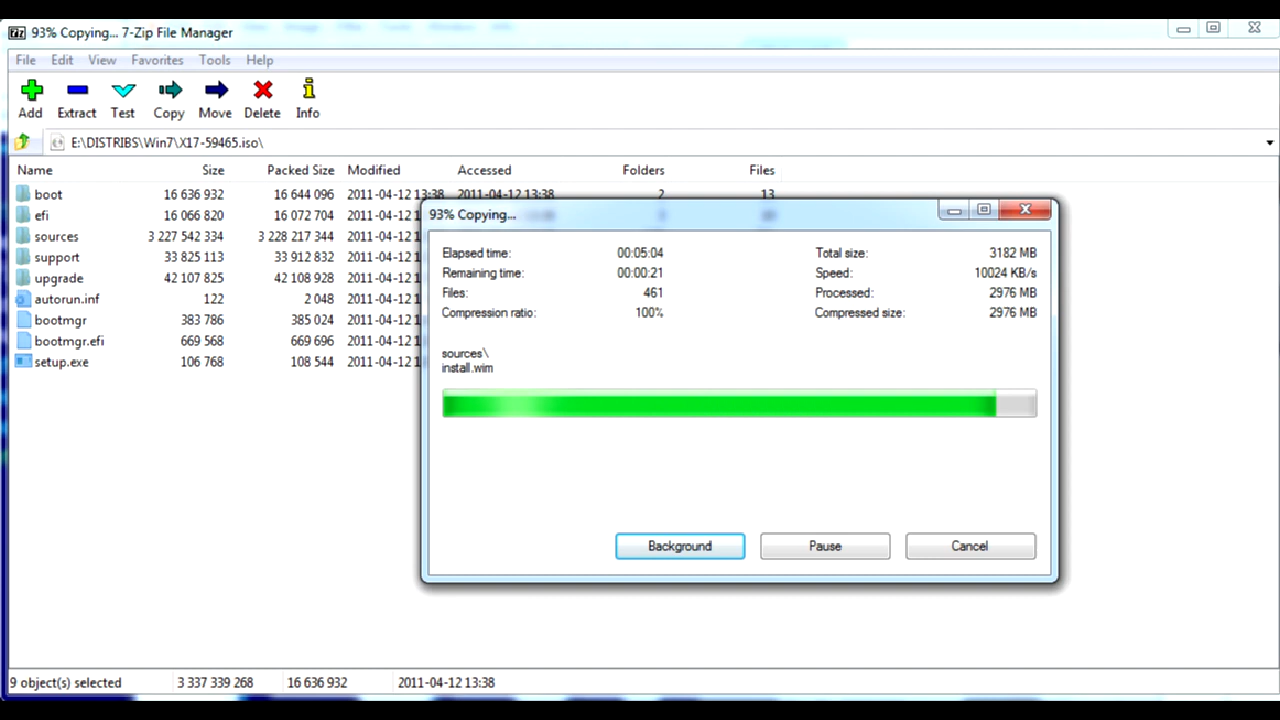 93% Copying... 7-Zip File Manager
File Edit View Favorites Tools Help
Add Extract Test Copy Move Delete Info
E:\DISTRIBS\Win7\X17-59465.iso\
Name Size Packed Size Modified Accessed Folders Files
boot 16 636 932 16 644 096 2011-04-12 13:38 2011-04-12 13:38 2 13
efi 16 066 820 16 072 704 2011-04-12 1
sources 3 227 542 334 3 228 217 344 2011-04-12 1
support 33 825 113 33 912 832 2011-04-12 1
upgrade 42 107 825 42 108 928 2011-04-12 1
autorun.inf 122 2 048 2011-04-12 1
bootmgr 383 786 385 024 2011-04-12 1
bootmgr.efi 669 568 669 696 2011-04-12 1
setup.exe 106 768 108 544 2011-04-12 1
93% Copying...
Elapsed time: 00:05:04 Total size: 3182 MB
Remaining time: 00:00:21 Speed: 10024 KB/s
Files: 461 Processed: 2976 MB
Compression ratio: 100% Compressed size: 2976 MB
sources\
install.wim
Background Pause Cancel
9 object(s) selected 3 337 339 268 16 636 932 2011-04-12 13:38